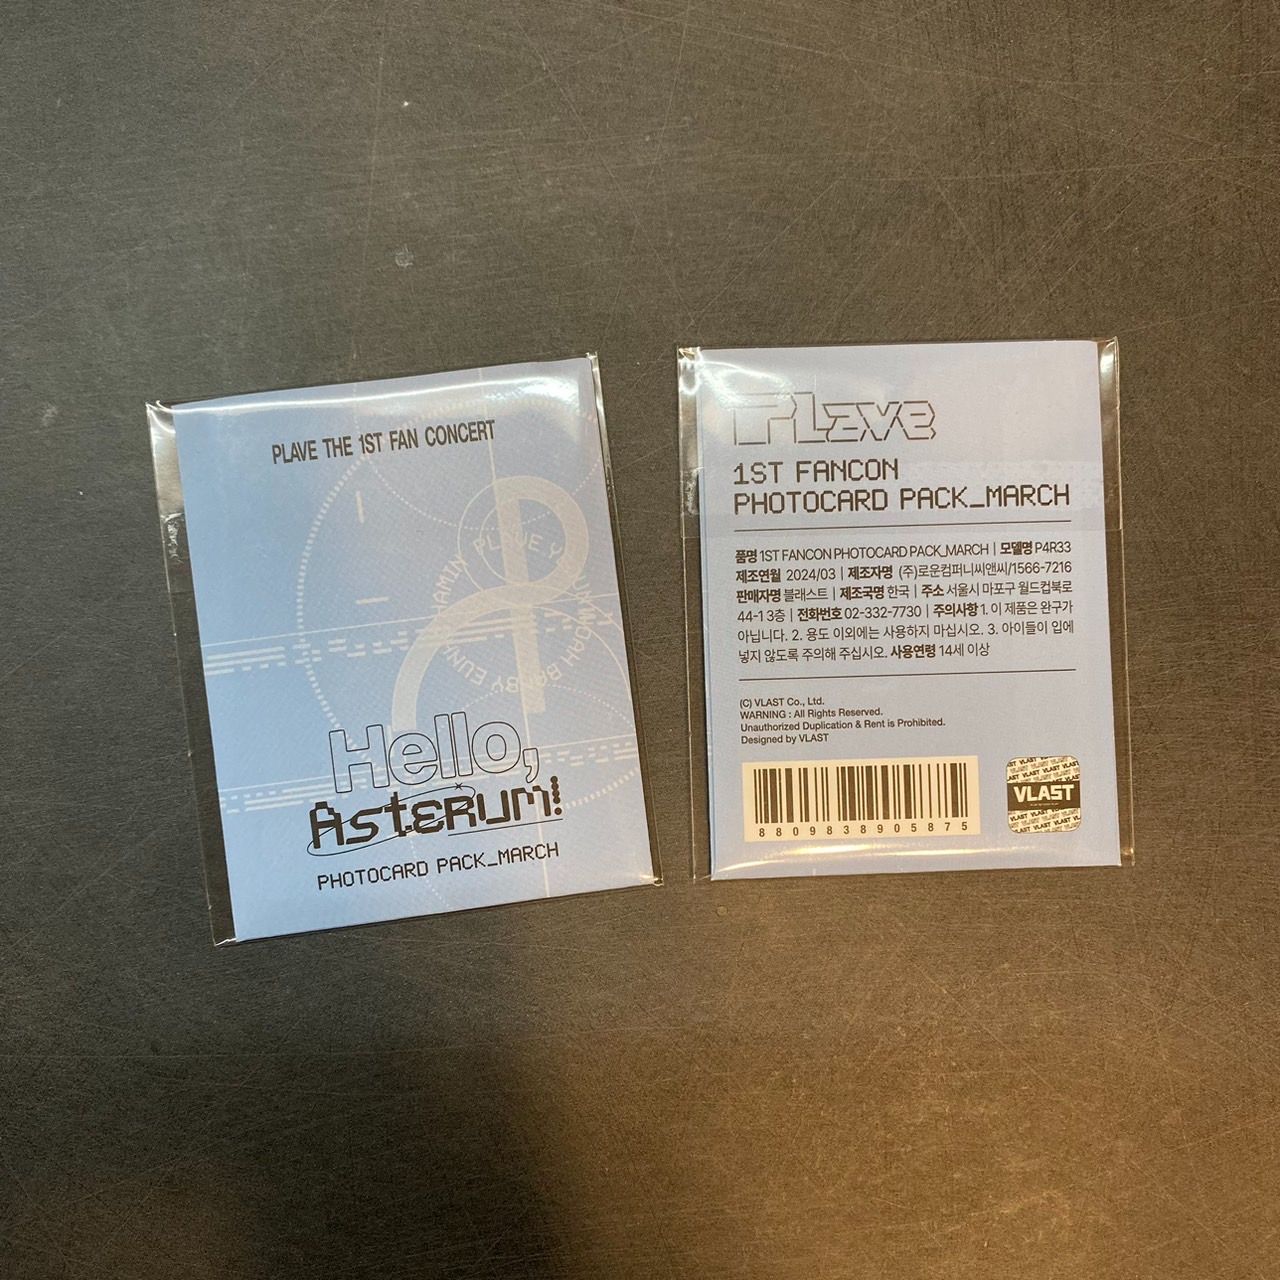 PLAVE THE 1ST FAN CONCERT
PLAVE
BAMBY
Hello,
Asterum!
PHOTOCARD PACK_MARCH
PLave
1ST FANCON
PHOTOCARD PACK_MARCH
품명 1ST FANCON PHOTOCARD PACK_MARCH | 모델명 P4R33
제조연월 2024/03 | 제조자명 (주)로운컴퍼니씨앤씨/1566-7216
판매자명 블래스트 | 제조국명 한국 | 주소 서울시 마포구 월드컵북로
44-1 3층 | 전화번호 02-332-7730 | 주의사항 1. 이 제품은 완구가
아닙니다. 2. 용도 이외에는 사용하지 마십시오. 3. 아이들이 입에
넣지 않도록 주의해 주십시오. 사용연령 14세 이상
(C) VLAST Co., Ltd.
WARNING : All Rights Reserved.
Unauthorized Duplication & Rent is Prohibited.
Designed by VLAST
8809838905875
VLAST